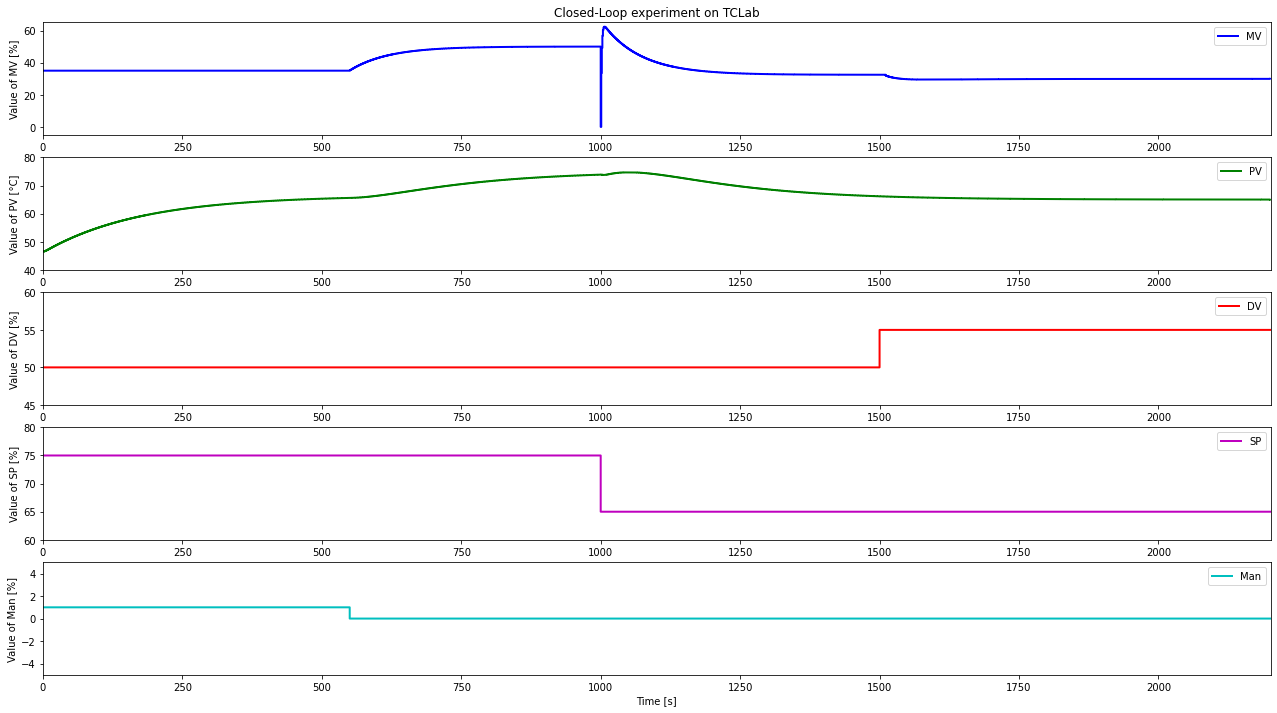 Closed-Loop experiment on TCLab
Value of MV [%]
60
40
20
0
MV
0 250 500 750 1000 1250 1500 1750 2000
Value of PV [°C]
80
70
60
50
40
PV
0 250 500 750 1000 1250 1500 1750 2000
Value of DV [%]
60
55
50
45
DV
0 250 500 750 1000 1250 1500 1750 2000
Value of SP [%]
80
75
70
65
60
SP
0 250 500 750 1000 1250 1500 1750 2000
Value of Man [%]
4
2
0
−2
−4
Man
0 250 500 750 1000 1250 1500 1750 2000
Time [s]